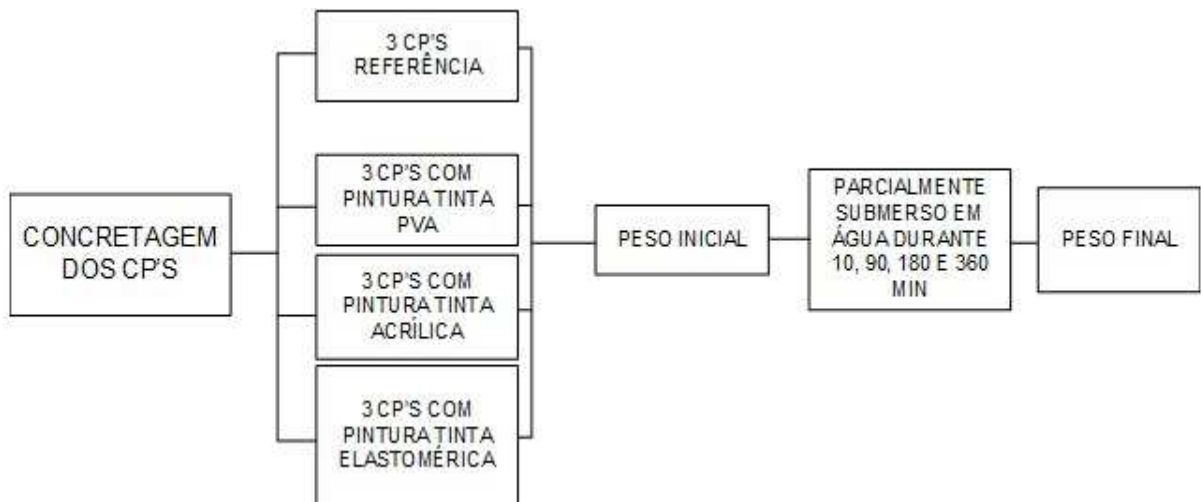 CONCRETAGEM
DOS CP'S
3 CP'S
REFERÊNCIA
3 CP'S COM
PINTURA TINTA
PVA
3 CP'S COM
PINTURA TINTA
ACRÍLICA
3 CP'S COM
PINTURA TINTA
ELASTOMÉRICA
PESO INICIAL
PARCIALMENTE
SUBMERSO EM
ÁGUA DURANTE
10, 90, 180 E 360
MIN
PESO FINAL